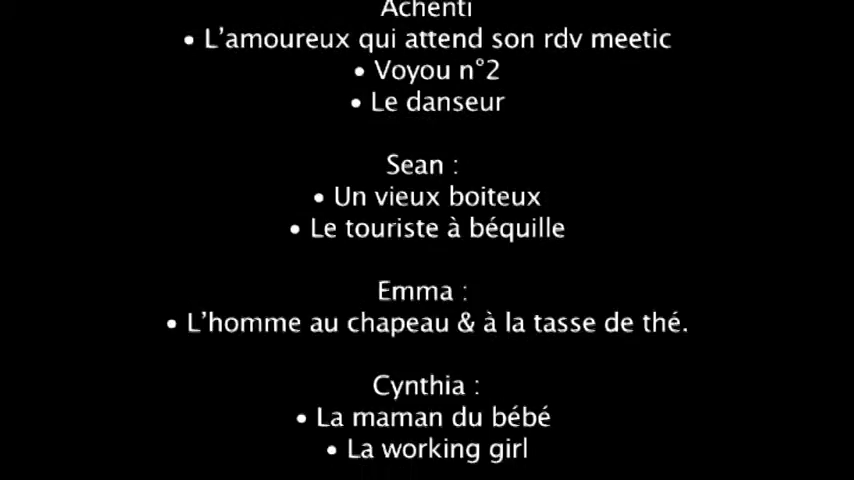 Achenti
• L'amoureux qui attend son rdv meetic
• Voyou n°2
• Le danseur
Sean :
• Un vieux boiteux
• Le touriste à béquille
Emma :
• L'homme au chapeau & à la tasse de thé.
Cynthia :
• La maman du bébé
• La working girl